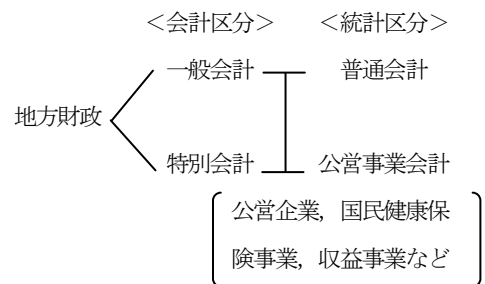 ＜会計区分＞ ＜統計区分＞
一般会計 普通会計
地方財政
特別会計 公営事業会計
公営企業，国民健康保
険事業，収益事業など